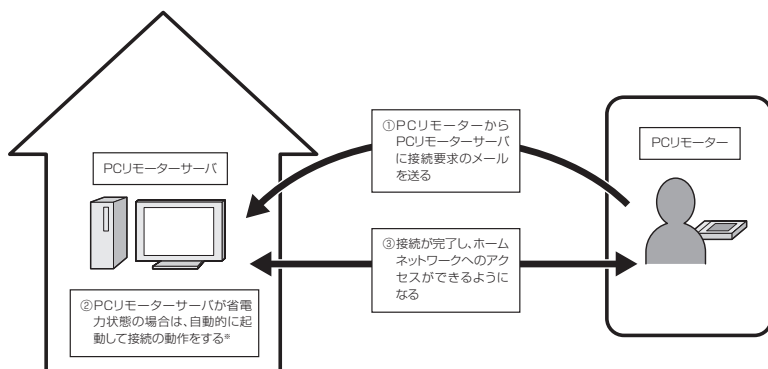 ①PCリモーターから
PCリモーターサーバ
に接続要求のメール
を送る
PCリモーター
PCリモーターサーバ
③接続が完了し、ホーム
ネットワークへのアク
セスができるように
なる
②PCリモーターサーバが省電
力状態の場合は、自動的に起
動して接続の動作をする※